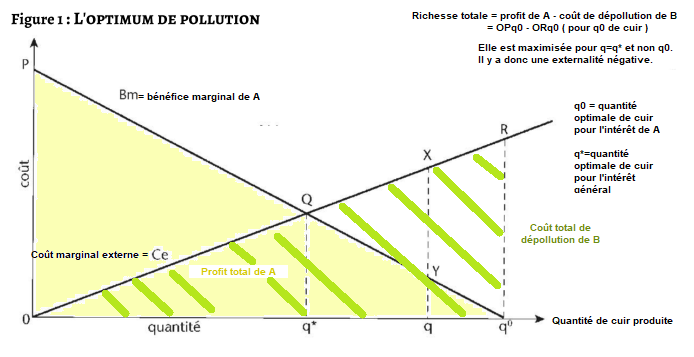 Figure 1 : L'OPTIMUM DE POLLUTION
Richesse totale = profit de A - coût de dépollution de B
= OPq0 - ORq0 ( pour q0 de cuir )
Elle est maximisée pour q=q* et non q0.
Il y a donc une externalité négative.
P
Bm= bénéfice marginal de A
q0 = quantité
optimale de cuir
pour l'intérêt de A
R
X
q*=quantité
optimale de cuir
pour l'intérêt
général
coût
Q
Coût total de
dépollution de B
Coût marginal externe = Ce
Profit total de A
Y
0
quantité
q*
q
q⁰
Quantité de cuir produite